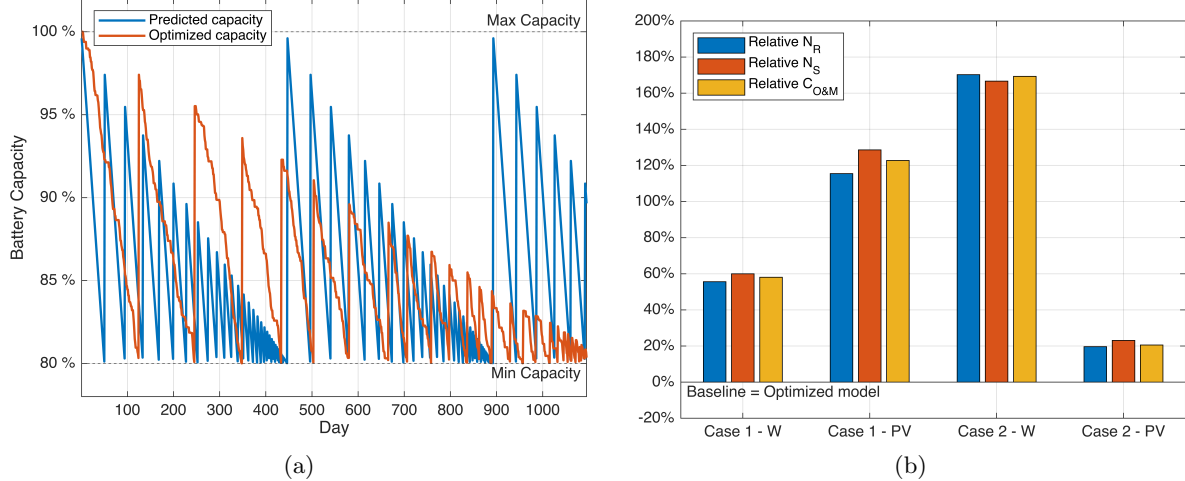 Predicted capacity
Optimized capacity
Max Capacity
100 %
95 %
90 %
85 %
80 %
Min Capacity
Battery Capacity
100 200 300 400 500 600 700 800 900 1000
Day
(a)
200%
180%
160%
140%
120%
100%
80%
60%
40%
20%
0%
-20%
Relative N_R
Relative N_S
Relative C_O&M
Baseline = Optimized model
Case 1 - W Case 1 - PV Case 2 - W Case 2 - PV
(b)